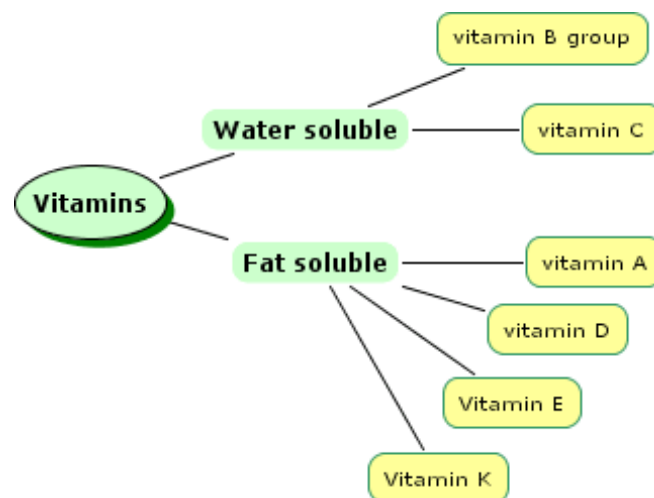 vitamin B group
Water soluble
vitamin C
Vitamins
Fat soluble
vitamin A
vitamin D
Vitamin E
Vitamin K